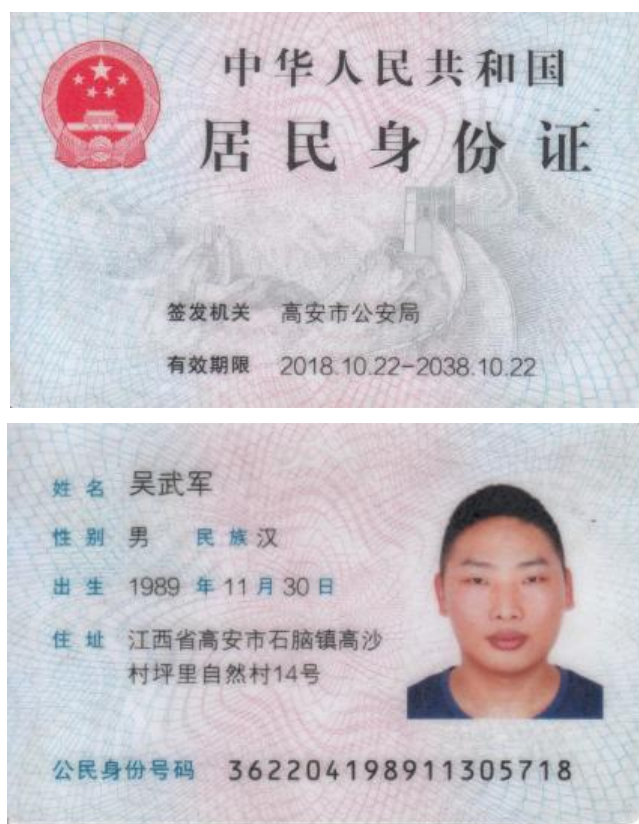 中华人民共和国
居民身份证
签发机关 高安市公安局
有效期限 2018.10.22-2038.10.22
姓名 吴武军
性别 男 民族 汉
出生 1989 年 11 月 30 日
住址 江西省高安市石脑镇高沙
村坪里自然村14号
公民身份号码 362204198911305718